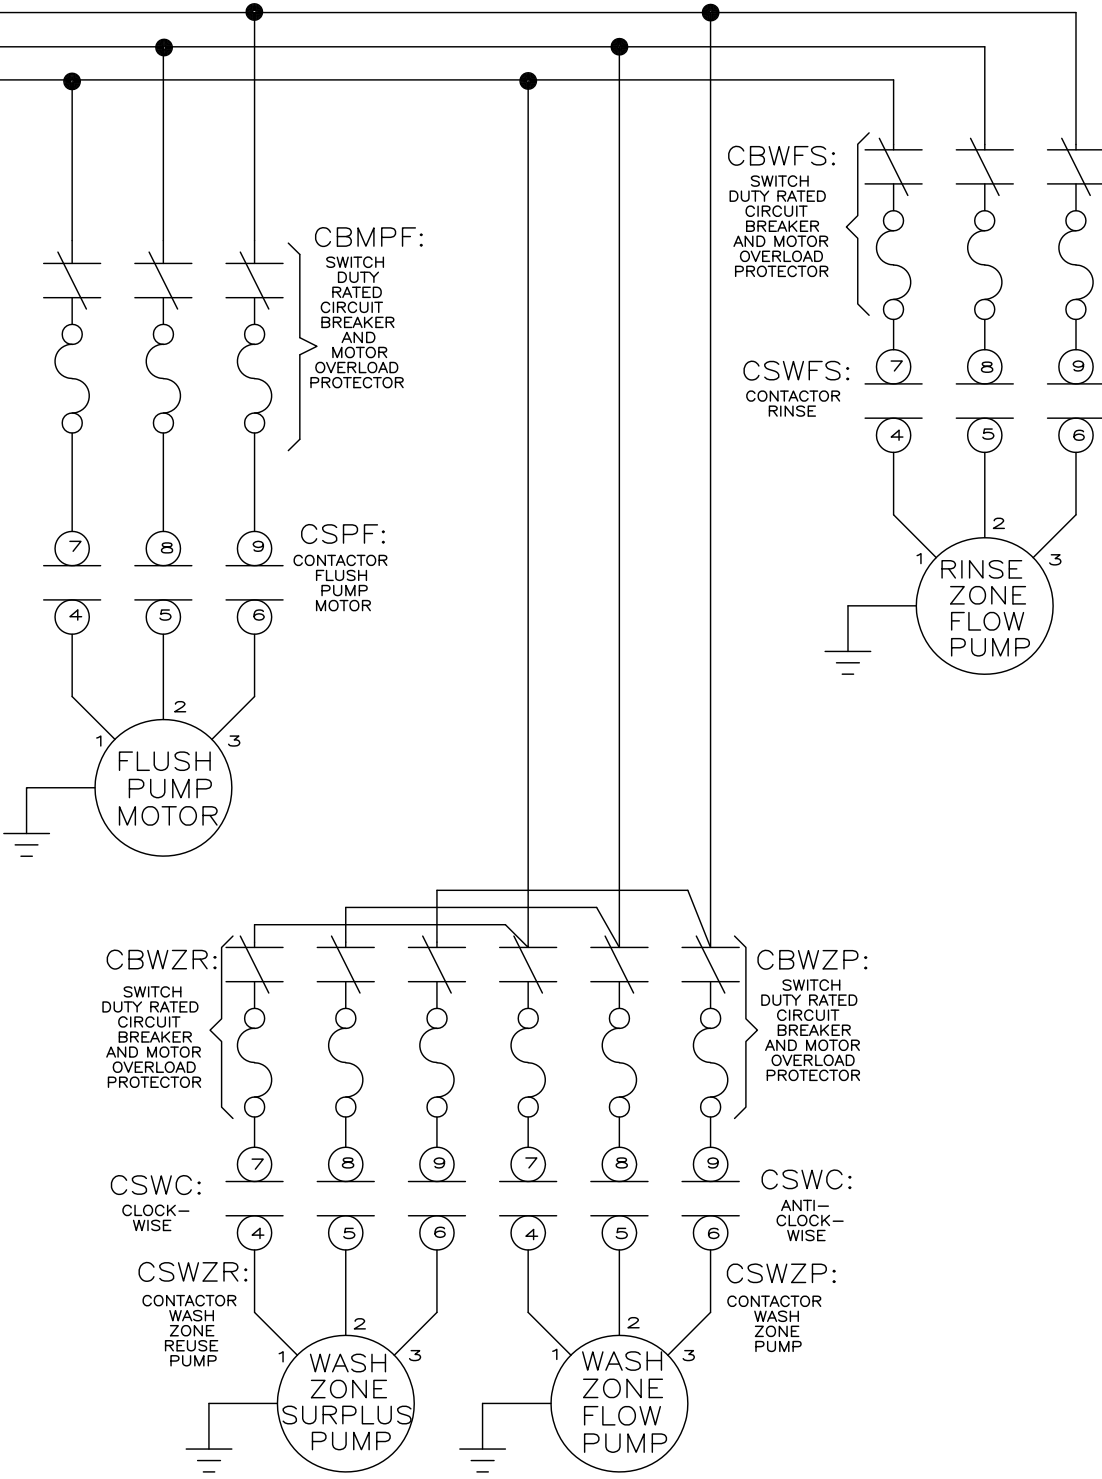 CBWFS:
SWITCH
DUTY RATED
CIRCUIT
BREAKER
AND MOTOR
OVERLOAD
PROTECTOR
CBMPF:
SWITCH
DUTY
RATED
CIRCUIT
BREAKER
AND
MOTOR
OVERLOAD
PROTECTOR
7 8 9
CSWFS:
CONTACTOR
RINSE
4 5 6
7 8 9
CSPF:
CONTACTOR
FLUSH
PUMP
MOTOR
4 5 6
1 2 3
RINSE
ZONE
FLOW
PUMP
1 2 3
FLUSH
PUMP
MOTOR
CBWZR:
SWITCH
DUTY RATED
CIRCUIT
BREAKER
AND MOTOR
OVERLOAD
PROTECTOR
CBWZP:
SWITCH
DUTY RATED
CIRCUIT
BREAKER
AND MOTOR
OVERLOAD
PROTECTOR
7 8 9 7 8 9
CSWC:
CLOCK-
WISE
CSWC:
ANTI-
CLOCK-
WISE
4 5 6 4 5 6
CSWZR:
CONTACTOR
WASH
ZONE
REUSE
PUMP
CSWZP:
CONTACTOR
WASH
ZONE
PUMP
1 2 3
WASH
ZONE
SURPLUS
PUMP
1 2 3
WASH
ZONE
FLOW
PUMP